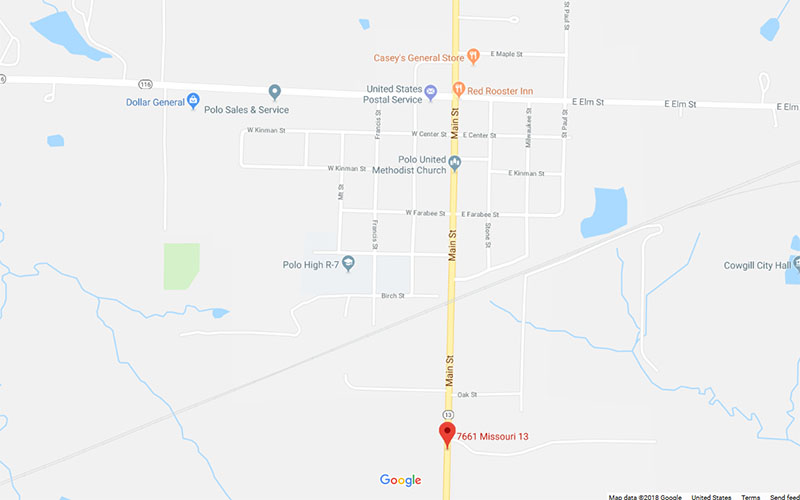 St Paul St
E Maple St
Casey's General Store
116
United States
Postal Service
Red Rooster Inn
Dollar General
Polo Sales & Service
E Elm St
E Elm St
Main St
Francis St
Milwaukee St
St Paul St
W Kinman St
W Center St
E Center St
Polo United
Methodist Church
W Kinman St
E Kinman St
Mt St
W Farabee St
E Farabee St
Francis St
Main St
Stone St
Polo High R-7
Cowgill City Hall
Birch St
Main St
Oak St
13
7661 Missouri 13
Google
Map data ©2018 Google United States Terms Send feed